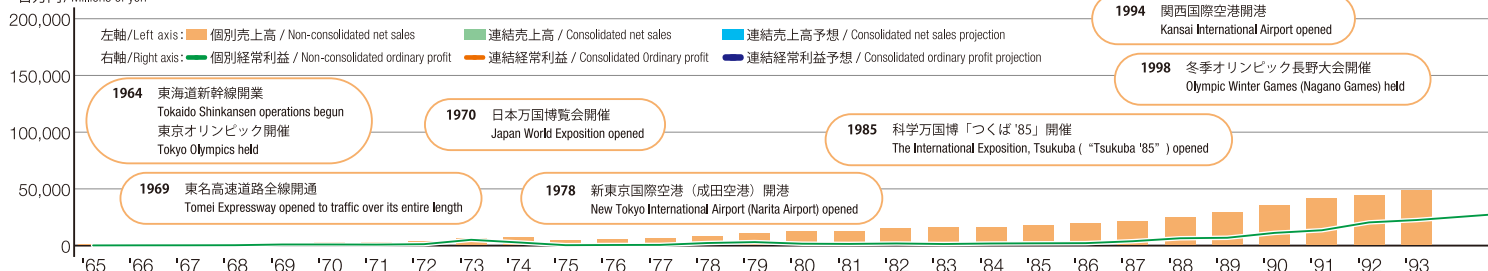 200,000
左軸/Left axis: 個別売上高 / Non-consolidated net sales 連結売上高 / Consolidated net sales 連結売上高予想 / Consolidated net sales projection
右軸/Right axis: 個別経常利益 / Non-consolidated ordinary profit 連結経常利益 / Consolidated Ordinary profit 連結経常利益予想 / Consolidated ordinary profit projection
1994 関西国際空港開港
Kansai International Airport opened
150,000
1998 冬季オリンピック長野大会開催
Olympic Winter Games (Nagano Games) held
1964 東海道新幹線開業
Tokaido Shinkansen operations begun
東京オリンピック開催
Tokyo Olympics held
1970 日本万国博覧会開催
Japan World Exposition opened
100,000
1985 科学万国博「つくば '85」開催
The International Exposition, Tsukuba ( “Tsukuba '85” ) opened
50,000
1969 東名高速道路全線開通
Tomei Expressway opened to traffic over its entire length
1978 新東京国際空港（成田空港）開港
New Tokyo International Airport (Narita Airport) opened
0
'65 '66 '67 '68 '69 '70 '71 '72 '73 '74 '75 '76 '77 '78 '79 '80 '81 '82 '83 '84 '85 '86 '87 '88 '89 '90 '91 '92 '93